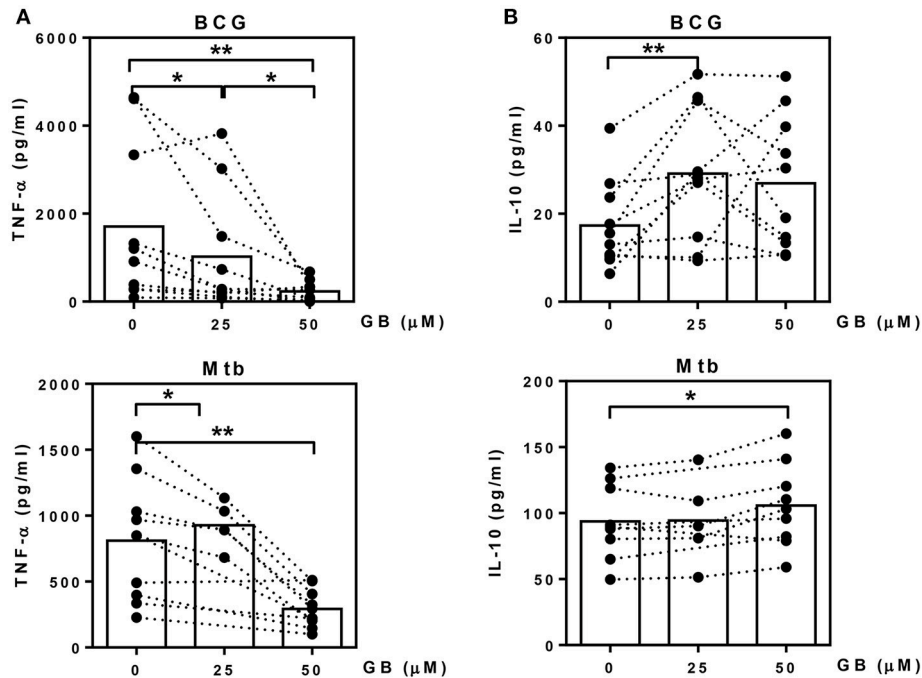 A
BCG
TNF-α (pg/ml)
6000
4000
2000
0
**
*
*
0 25 50 GB (μM)
Mtb
TNF-α (pg/ml)
2000
1500
1000
500
0
*
**
0 25 50 GB (μM)
B
BCG
IL-10 (pg/ml)
60
40
20
0
**
0 25 50 GB (μM)
Mtb
IL-10 (pg/ml)
200
150
100
50
0
*
0 25 50 GB (μM)